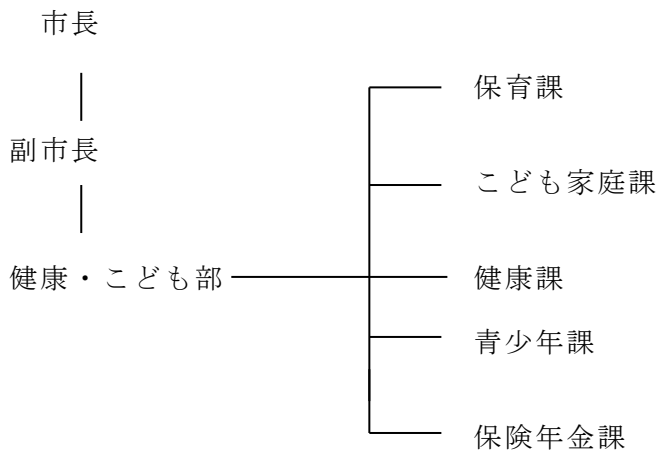 市長
副市長
健康・こども部
保育課
こども家庭課
健康課
青少年課
保険年金課